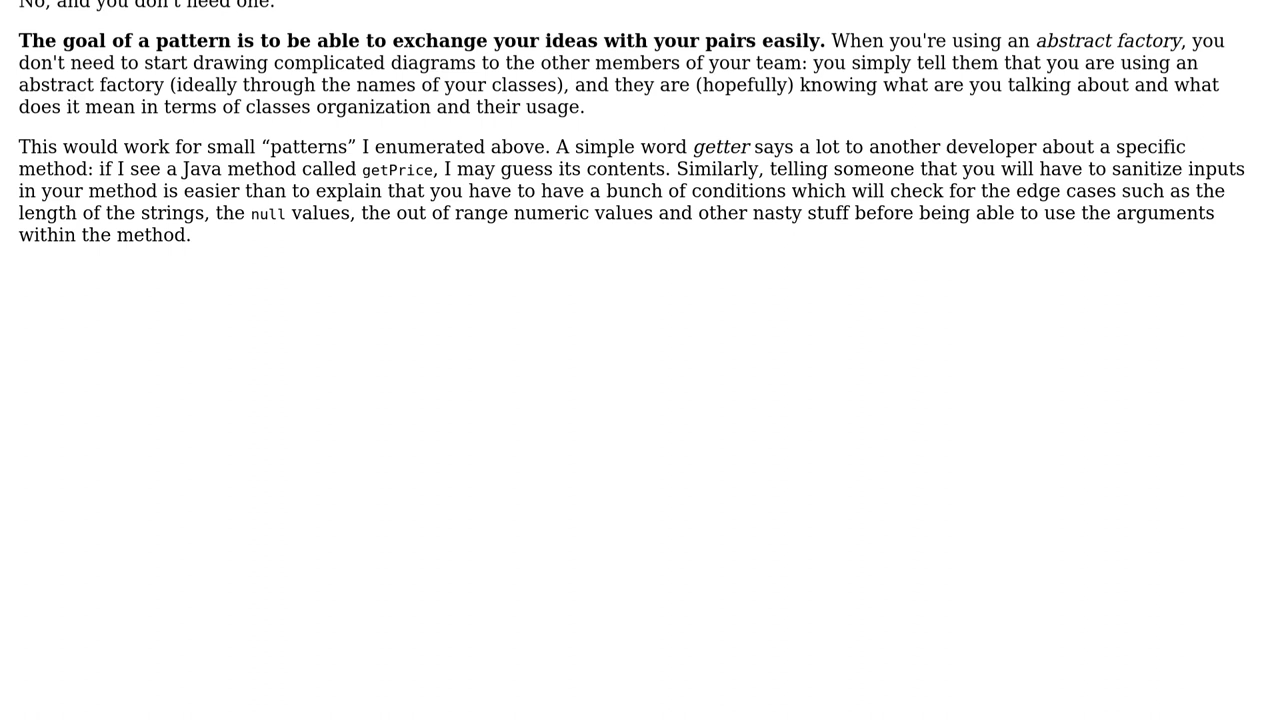 No, and you don't need one.
The goal of a pattern is to be able to exchange your ideas with your pairs easily. When you're using an abstract factory, you
don't need to start drawing complicated diagrams to the other members of your team: you simply tell them that you are using an
abstract factory (ideally through the names of your classes), and they are (hopefully) knowing what are you talking about and what
does it mean in terms of classes organization and their usage.
This would work for small “patterns” I enumerated above. A simple word getter says a lot to another developer about a specific
method: if I see a Java method called getPrice, I may guess its contents. Similarly, telling someone that you will have to sanitize inputs
in your method is easier than to explain that you have to have a bunch of conditions which will check for the edge cases such as the
length of the strings, the null values, the out of range numeric values and other nasty stuff before being able to use the arguments
within the method.